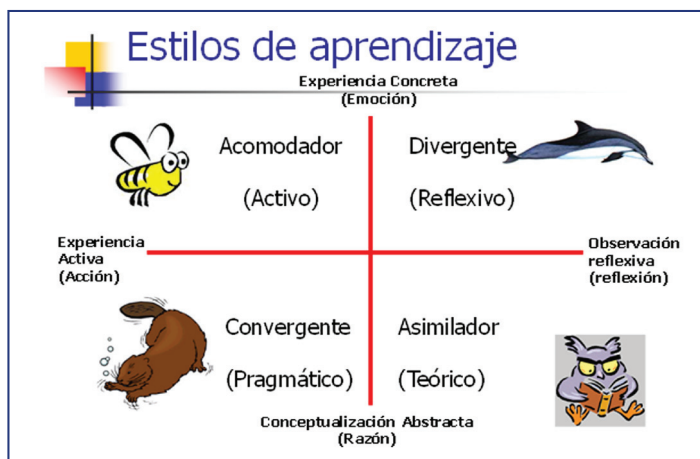 Estilos de aprendizaje
Experiencia Concreta
(Emoción)
Acomodador
(Activo)
Divergente
(Reflexivo)
Experiencia
Activa
(Acción)
Observación
reflexiva
(reflexión)
Convergente
(Pragmático)
Asimilador
(Teórico)
Conceptualización Abstracta
(Razón)